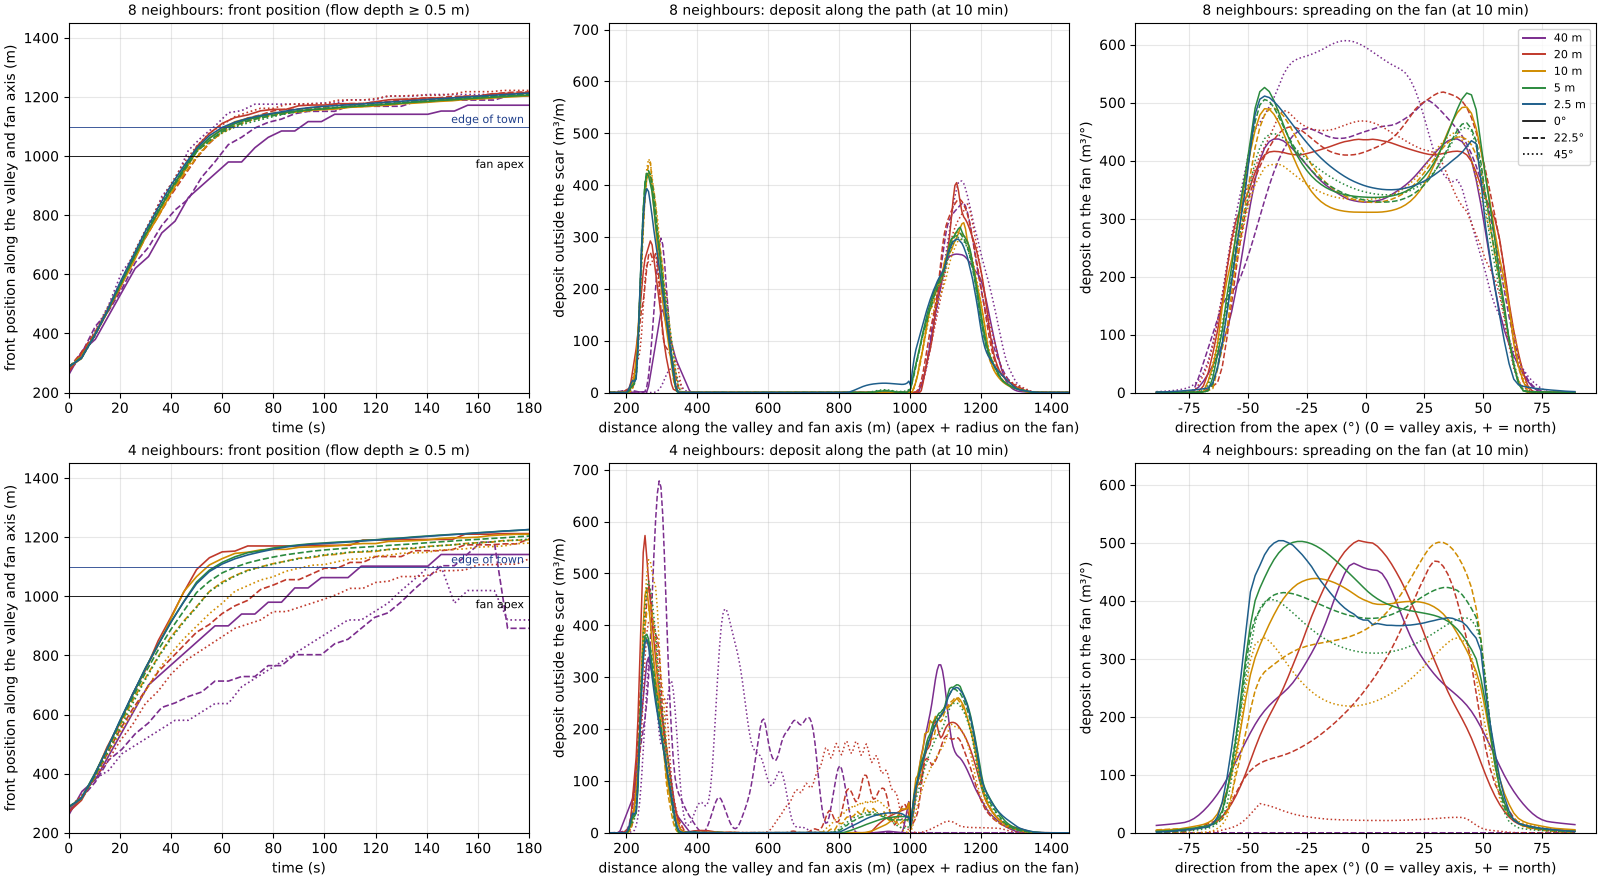 8 neighbours: front position (flow depth ≥ 0.5 m)
front position along the valley and fan axis (m)
1400
1200
1000
800
600
400
200
edge of town
fan apex
0 20 40 60 80 100 120 140 160 180
time (s)
8 neighbours: deposit along the path (at 10 min)
deposit outside the scar (m³/m)
700
600
500
400
300
200
100
0
200 400 600 800 1000 1200 1400
distance along the valley and fan axis (m) (apex + radius on the fan)
8 neighbours: spreading on the fan (at 10 min)
deposit on the fan (m³/°)
600
500
400
300
200
100
0
40 m
20 m
10 m
5 m
2.5 m
0°
22.5°
45°
-75 -50 -25 0 25 50 75
direction from the apex (°) (0 = valley axis, + = north)
4 neighbours: front position (flow depth ≥ 0.5 m)
front position along the valley and fan axis (m)
1400
1200
1000
800
600
400
200
edge of town
fan apex
0 20 40 60 80 100 120 140 160 180
time (s)
4 neighbours: deposit along the path (at 10 min)
deposit outside the scar (m³/m)
700
600
500
400
300
200
100
0
200 400 600 800 1000 1200 1400
distance along the valley and fan axis (m) (apex + radius on the fan)
4 neighbours: spreading on the fan (at 10 min)
deposit on the fan (m³/°)
600
500
400
300
200
100
0
-75 -50 -25 0 25 50 75
direction from the apex (°) (0 = valley axis, + = north)